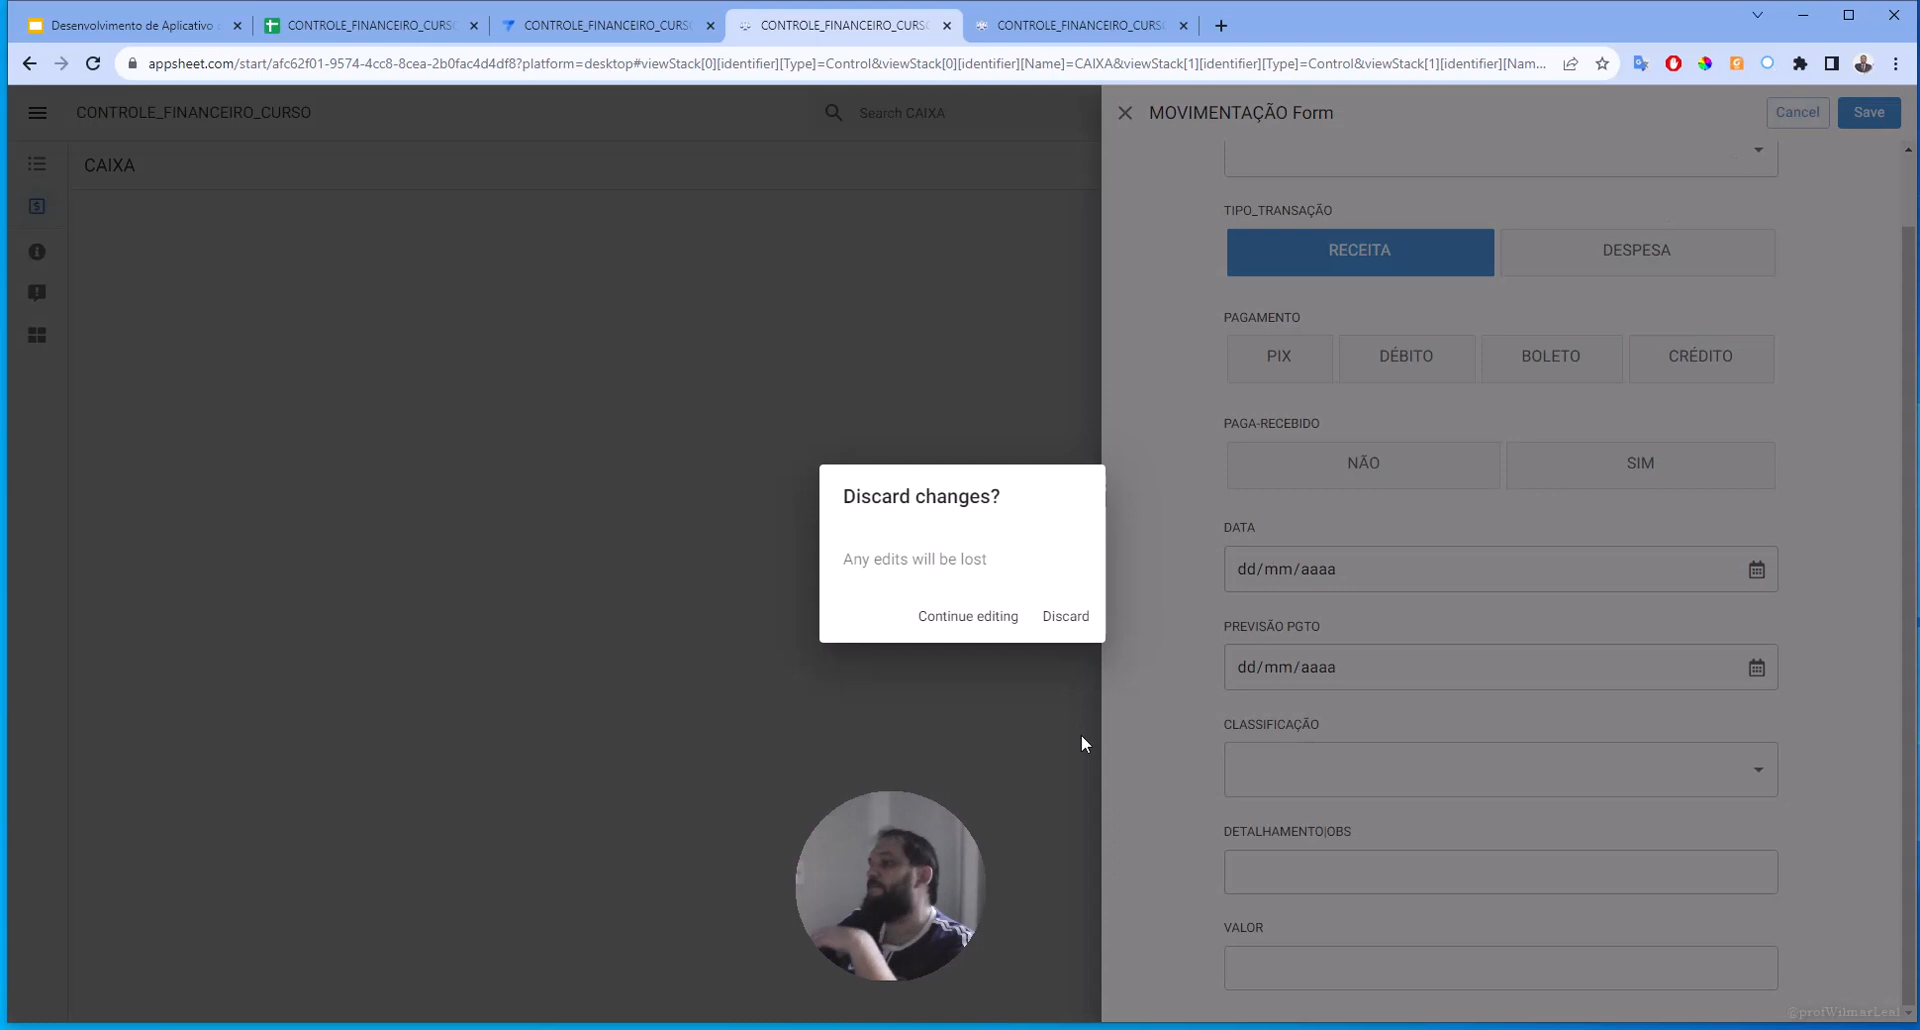 Desenvolvimento de Aplicativo
CONTROLE_FINANCEIRO_CURSO
CONTROLE_FINANCEIRO_CURSO
CONTROLE_FINANCEIRO_CURSO
CONTROLE_FINANCEIRO_CURSO
appsheet.com/start/afc62f01-9574-4cc8-8cea-2b0fac4d4df8?platform=desktop#viewStack[0][identifier][Type]=Control&viewStack[0][identifier][Name]=CAIXA&viewStack[1][identifier][Type]=Control&viewStack[1][identifier][Nam...
CONTROLE_FINANCEIRO_CURSO
Search CAIXA
MOVIMENTAÇÃO Form
Cancel
Save
CAIXA
TIPO_TRANSAÇÃO
RECEITA
DESPESA
PAGAMENTO
PIX
DÉBITO
BOLETO
CRÉDITO
PAGA-RECEBIDO
NÃO
SIM
Discard changes?
Any edits will be lost
Continue editing
Discard
DATA
dd/mm/aaaa
PREVISÃO PGTO
dd/mm/aaaa
CLASSIFICAÇÃO
DETALHAMENTO|OBS
VALOR
@profWilmarLeal